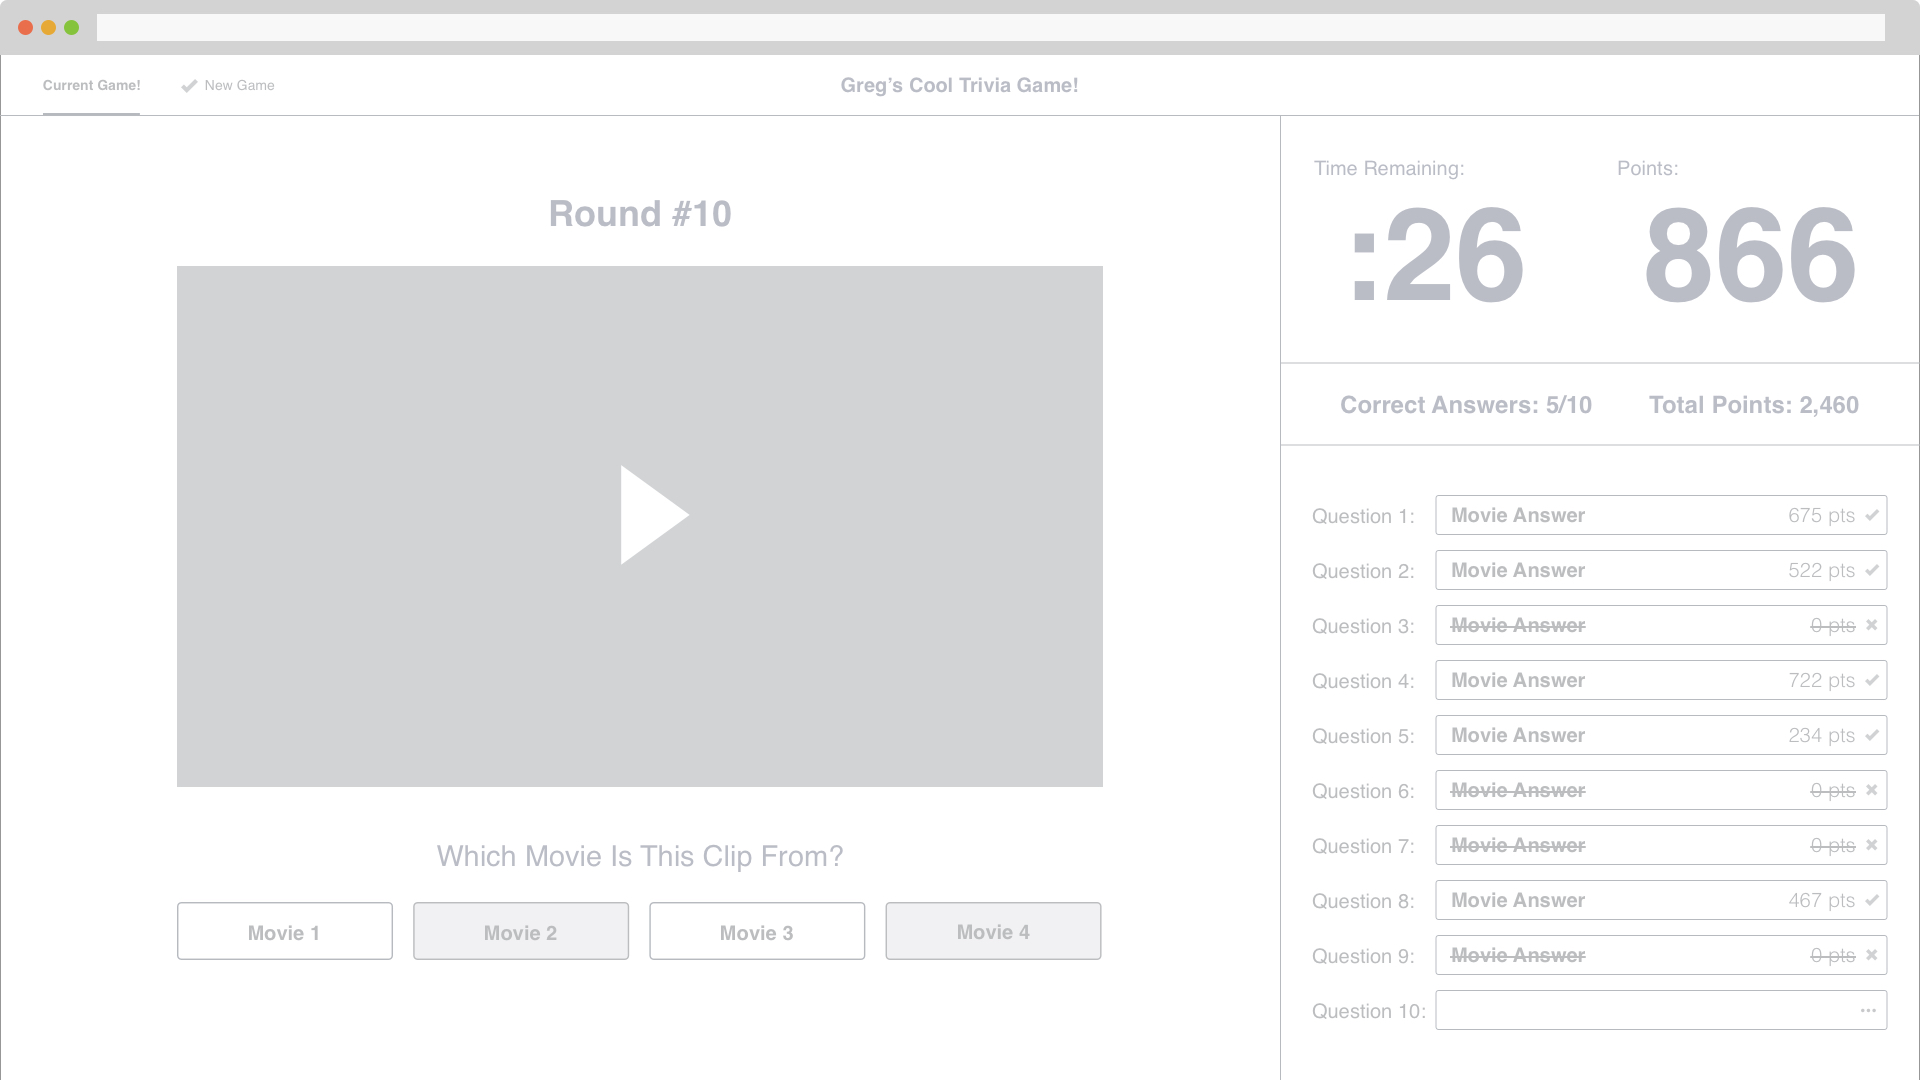 Current Game!
New Game
Greg’s Cool Trivia Game!
Round #10
Which Movie Is This Clip From?
Movie 1
Movie 2
Movie 3
Movie 4
Time Remaining:
:26
Points:
866
Correct Answers: 5/10
Total Points: 2,460
Question 1: Movie Answer 675 pts
Question 2: Movie Answer 522 pts
Question 3: Movie Answer 0 pts
Question 4: Movie Answer 722 pts
Question 5: Movie Answer 234 pts
Question 6: Movie Answer 0 pts
Question 7: Movie Answer 0 pts
Question 8: Movie Answer 467 pts
Question 9: Movie Answer 0 pts
Question 10: ...